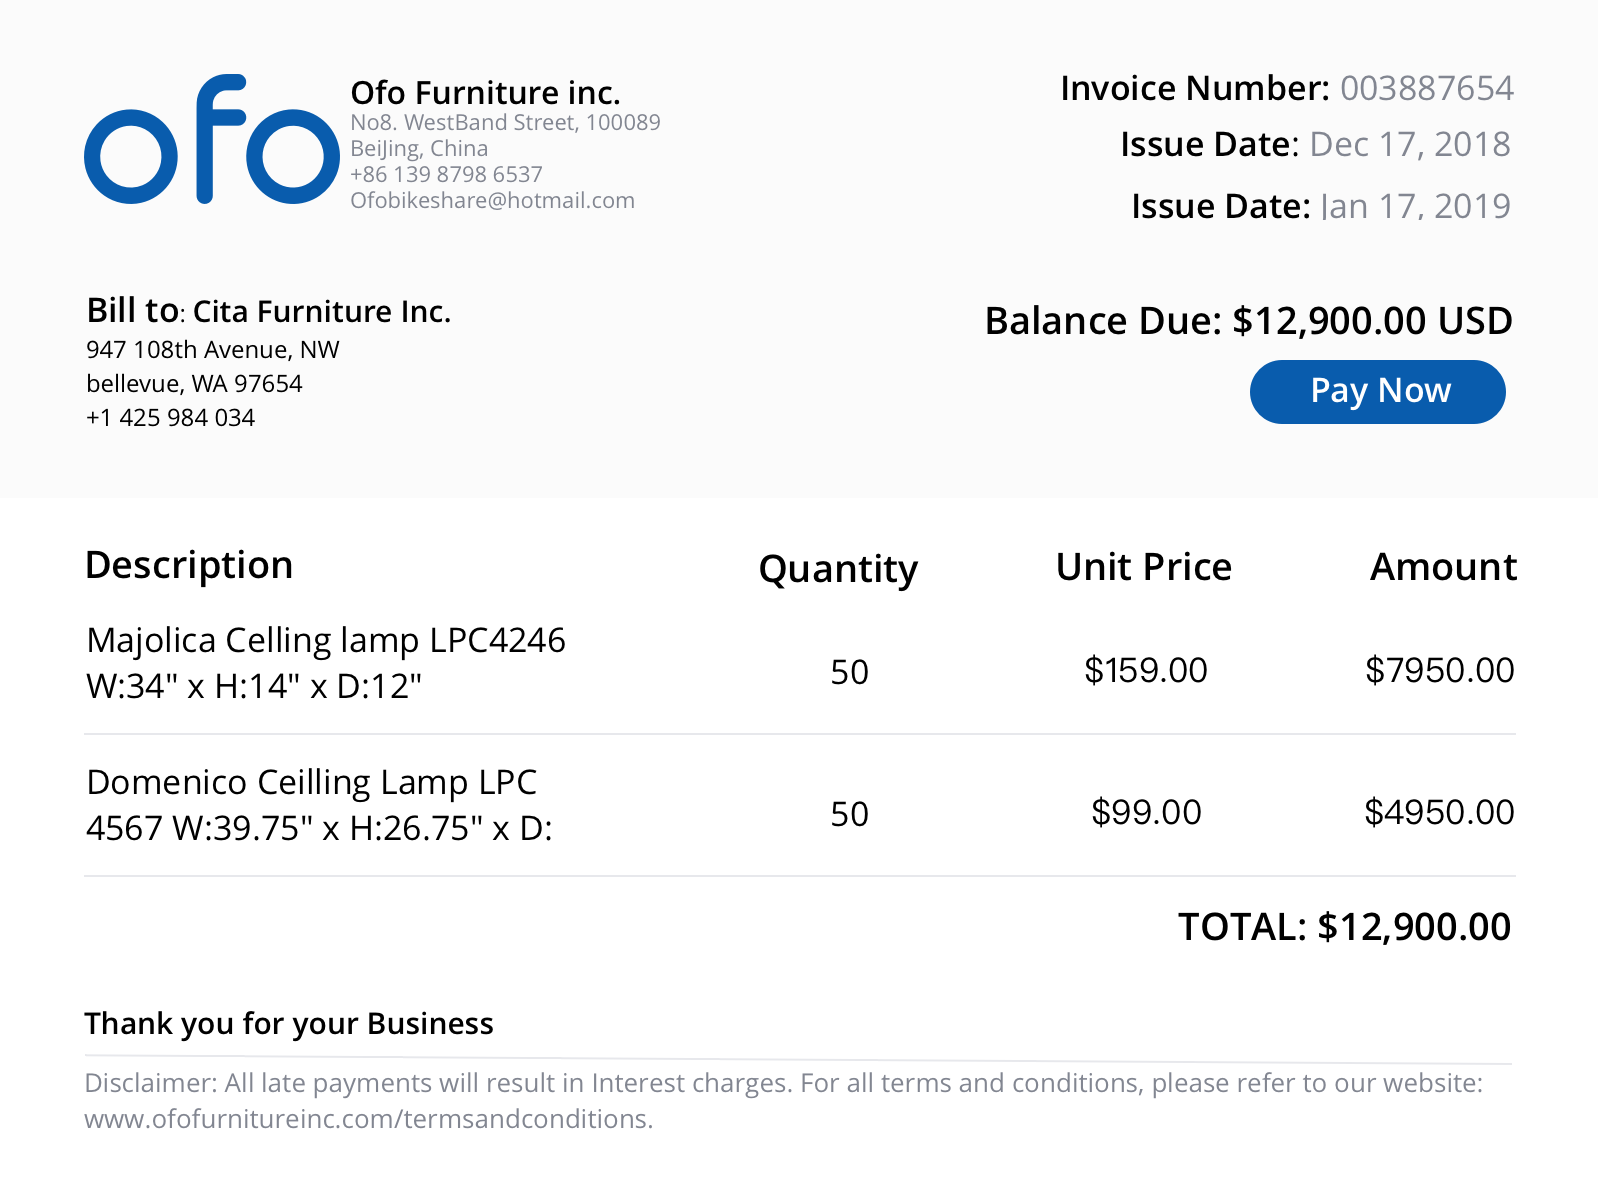 ofo
Ofo Furniture inc.
No8. WestBand Street, 100089
BeiJing, China
+86 139 8798 6537
Ofobikeshare@hotmail.com
Invoice Number: 003887654
Issue Date: Dec 17, 2018
Issue Date: Jan 17, 2019
Bill to: Cita Furniture Inc.
947 108th Avenue, NW
bellevue, WA 97654
+1 425 984 034
Balance Due: $12,900.00 USD
Pay Now
Description Quantity Unit Price Amount
Majolica Celling lamp LPC4246
W:34" x H:14" x D:12"
50 $159.00 $7950.00
Domenico Ceilling Lamp LPC
4567 W:39.75" x H:26.75" x D:
50 $99.00 $4950.00
TOTAL: $12,900.00
Thank you for your Business
Disclaimer: All late payments will result in Interest charges. For all terms and conditions, please refer to our website:
www.ofofurnitureinc.com/termsandconditions.